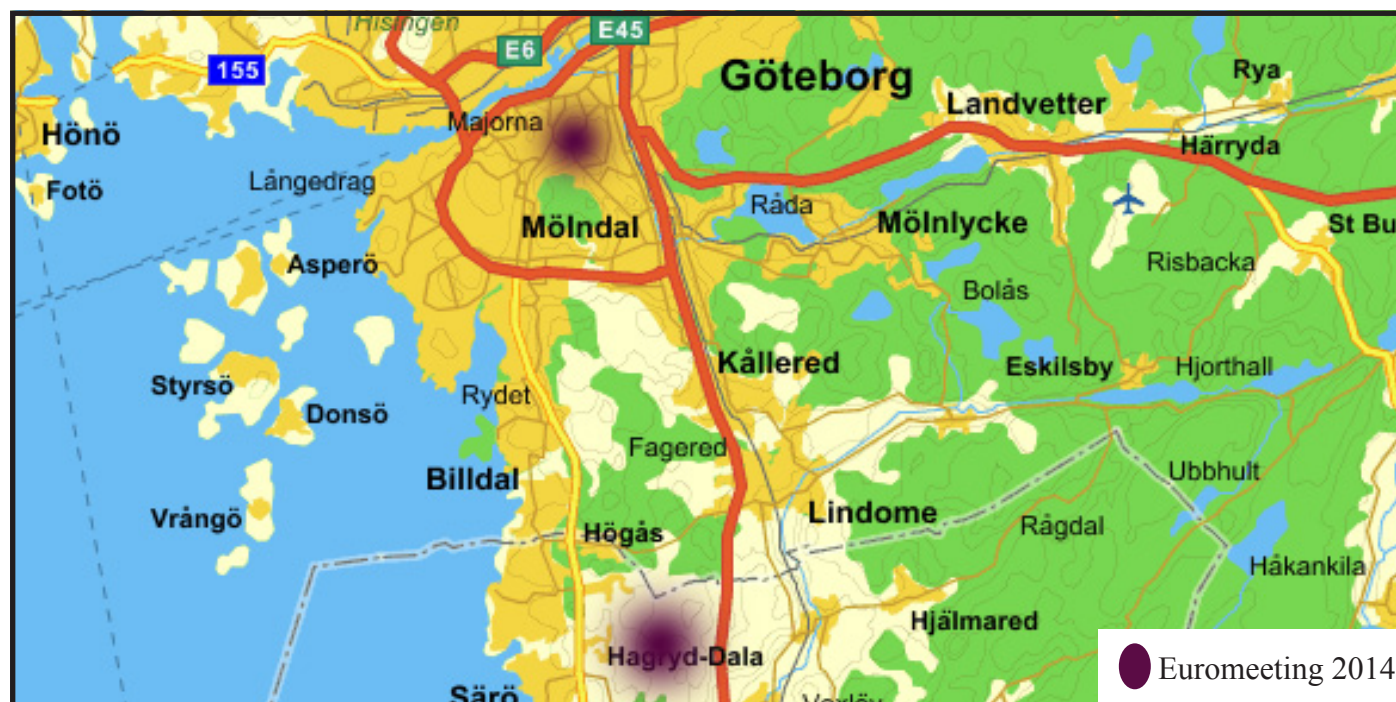 Hisingen
E45
E6
155
Göteborg
Rya
Landvetter
Majorna
Hönö
Härryda
Långedrag
Fotö
Råda
Mölndal
Mölnlycke
St Bu
Asperö
Risbacka
Bolås
Kållered
Eskilsby
Hjorthall
Styrsö
Rydet
Donsö
Fagered
Billdal
Ubbhult
Vrångö
Lindome
Rågdal
Högås
Håkankila
Hjälmared
Hagryd-Dala
Euromeeting 2014
Särö